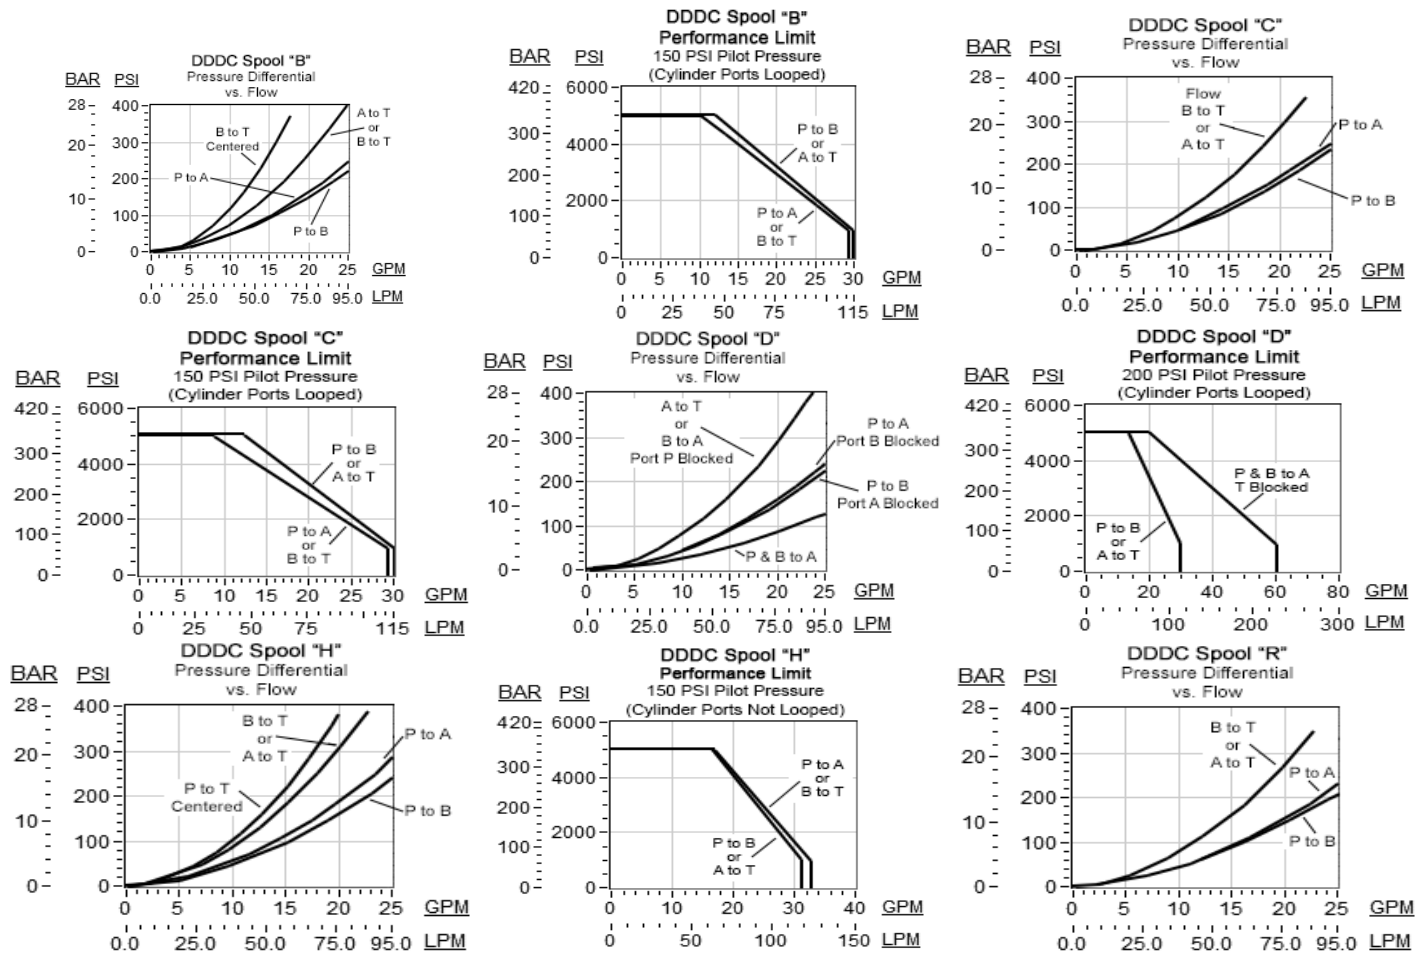 DDDC Spool “B”
Pressure Differential
vs. Flow
BAR PSI
28 400
300
20
200
10
100
0 0
B to T
Centered
A to T
or
B to T
P to A
P to B
0 5 10 15 20 25 GPM
0.0 25.0 50.0 75.0 95.0 LPM
DDDC Spool “B”
Performance Limit
150 PSI Pilot Pressure
(Cylinder Ports Looped)
BAR PSI
420 6000
300
4000
200
2000
100
0 0
P to B
or
A to T
P to A
or
B to T
0 5 10 15 20 25 30 GPM
0 25 50 75 115 LPM
DDDC Spool “C”
Pressure Differential
vs. Flow
BAR PSI
28 400
300
20
200
10
100
0 0
Flow
B to T
or
A to T
P to A
P to B
0 5 10 15 20 25 GPM
0.0 25.0 50.0 75.0 95.0 LPM
DDDC Spool “C”
Performance Limit
150 PSI Pilot Pressure
(Cylinder Ports Looped)
BAR PSI
420 6000
300
4000
200
2000
100
0 0
P to B
or
A to T
P to A
or
B to T
0 5 10 15 20 25 30 GPM
0 25 50 75 115 LPM
DDDC Spool “D”
Pressure Differential
vs. Flow
BAR PSI
28 400
20 300
200
10
100
0 0
A to T
or
B to A
Port P Blocked
P to A
Port B Blocked
P to B
Port A Blocked
P & B to A
0 5 10 15 20 25 GPM
0.0 25.0 50.0 75.0 95.0 LPM
DDDC Spool “D”
Performance Limit
200 PSI Pilot Pressure
(Cylinder Ports Looped)
BAR PSI
420 6000
300
4000
200
2000
100
0 0
P & B to A
T Blocked
P to B
or
A to T
0 20 40 60 80 GPM
0 100 200 300 LPM
DDDC Spool “H”
Pressure Differential
vs. Flow
BAR PSI
28 400
20 300
200
10
100
0 0
B to T
or
A to T
P to A
P to T
Centered
P to B
0 5 10 15 20 25 GPM
0.0 25.0 50.0 75.0 95.0 LPM
DDDC Spool “H”
Performance Limit
150 PSI Pilot Pressure
(Cylinder Ports Not Looped)
BAR PSI
420 6000
300
4000
200
2000
100
0 0
P to A
or
B to T
P to B
or
A to T
0 10 20 30 40 GPM
0 50 100 150 LPM
DDDC Spool “R”
Pressure Differential
vs. Flow
BAR PSI
28 400
20 300
200
10
100
0 0
B to T
or
A to T
P to A
P to B
0 5 10 15 20 25 GPM
0.0 25.0 50.0 75.0 95.0 LPM